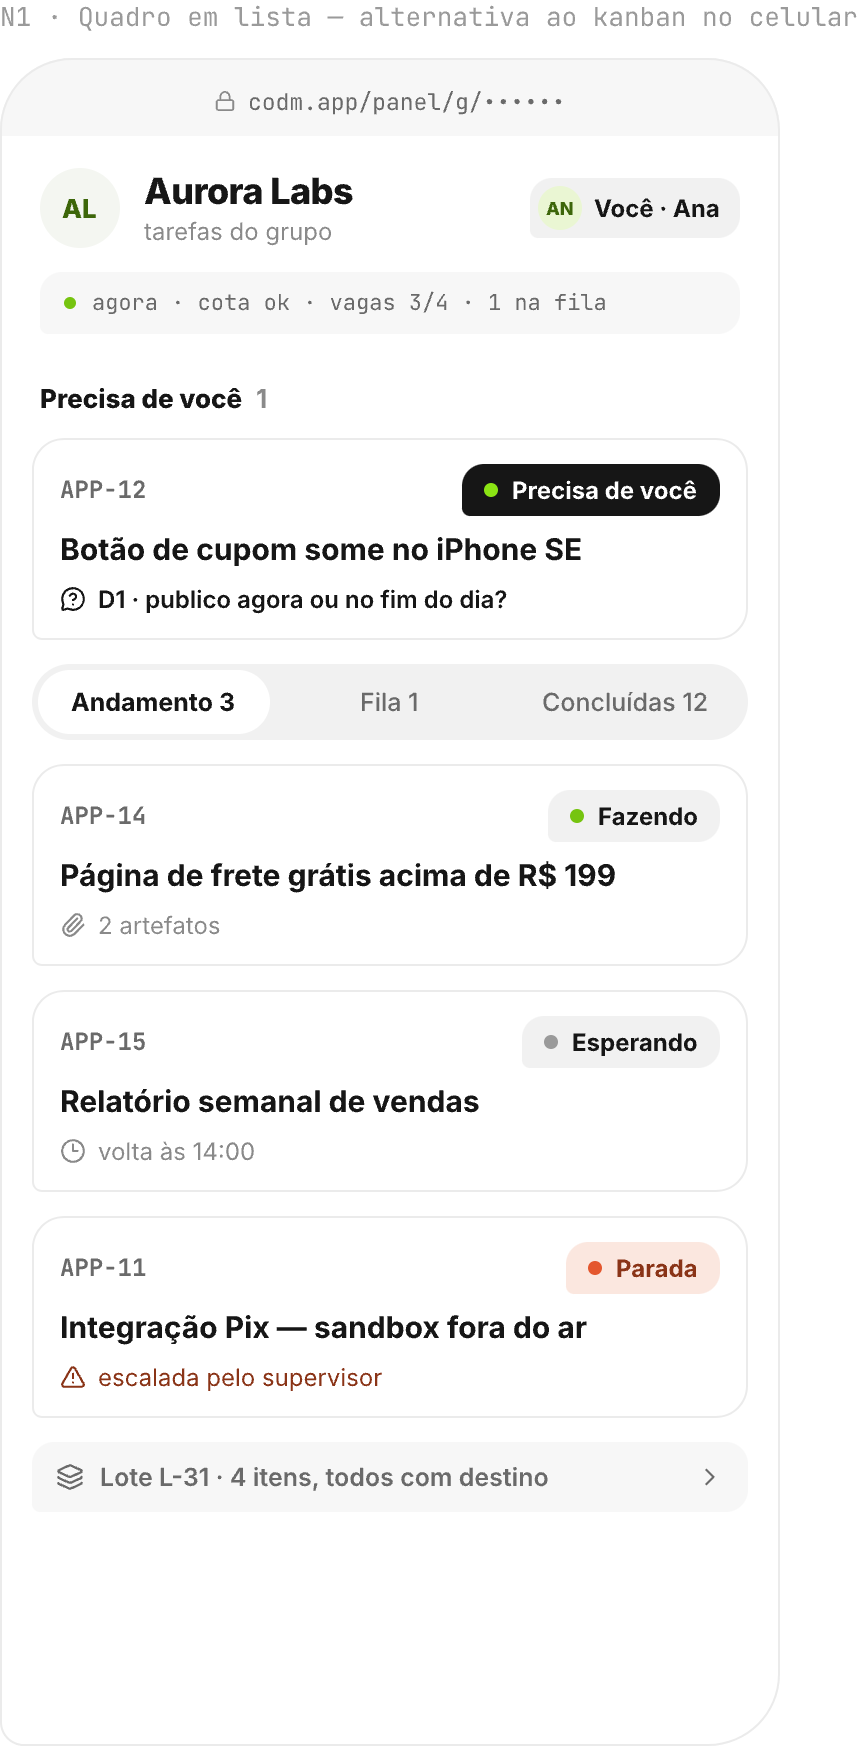 N1 · Quadro em lista — alternativa ao kanban no celular
codm.app/panel/g/••••••
AL
Aurora Labs
tarefas do grupo
AN
Você · Ana
agora · cota ok · vagas 3/4 · 1 na fila
Precisa de você 1
APP-12
Precisa de você
Botão de cupom some no iPhone SE
D1 · publico agora ou no fim do dia?
Andamento 3
Fila 1
Concluídas 12
APP-14
Fazendo
Página de frete grátis acima de R$ 199
2 artefatos
APP-15
Esperando
Relatório semanal de vendas
volta às 14:00
APP-11
Parada
Integração Pix — sandbox fora do ar
escalada pelo supervisor
Lote L-31 · 4 itens, todos com destino